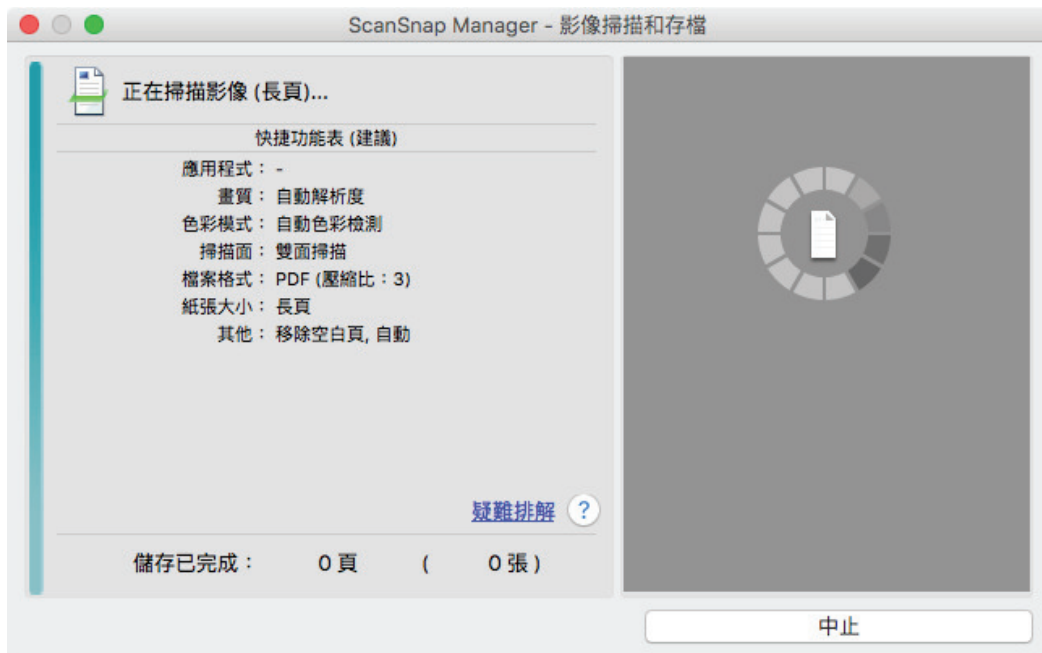 ScanSnap Manager - 影像掃描和存檔
正在掃描影像 (長頁)...
快捷功能表 (建議)
應用程式： -
畫質： 自動解析度
色彩模式： 自動色彩檢測
掃描面： 雙面掃描
檔案格式： PDF (壓縮比：3)
紙張大小： 長頁
其他： 移除空白頁, 自動
疑難排解 ?
儲存已完成： 0 頁 ( 0 張 )
中止